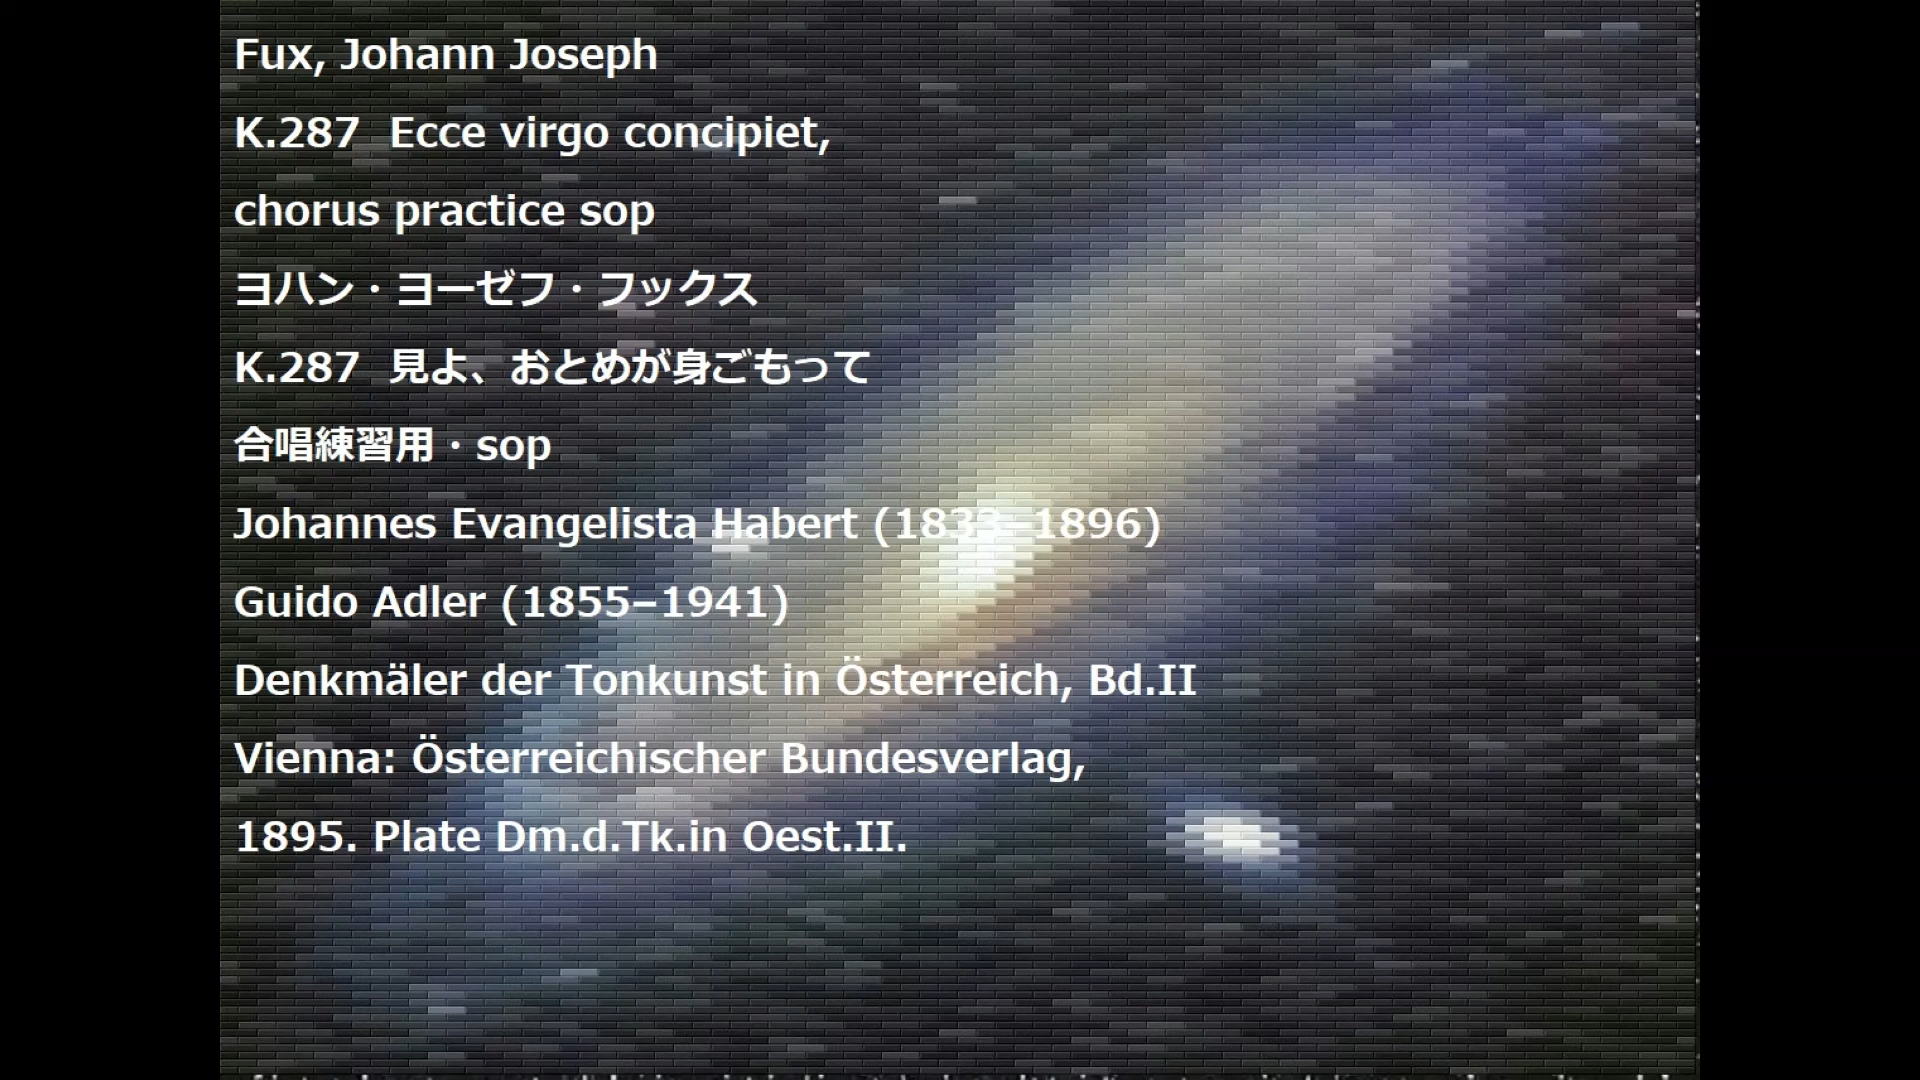 Fux, Johann Joseph
K.287 Ecce virgo concipiet,
chorus practice sop
ヨハン・ヨーゼフ・フックス
K.287 見よ、おとめが身ごもって
合唱練習用・sop
Johannes Evangelista Habert (1833–1896)
Guido Adler (1855–1941)
Denkmäler der Tonkunst in Österreich, Bd.II
Vienna: Österreichischer Bundesverlag,
1895. Plate Dm.d.Tk.in Oest.II.